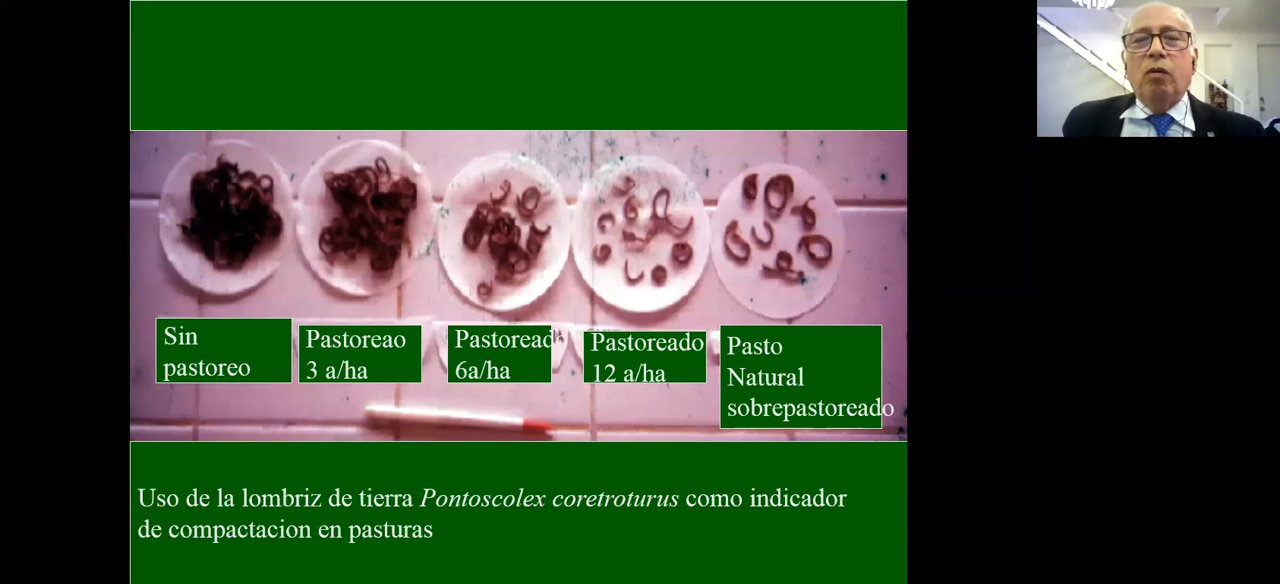 Sin
pastoreo
Pastoreao
3 a/ha
Pastoread
6a/ha
Pastoreado
12 a/ha
Pasto
Natural
sobrepastoreado
Uso de la lombriz de tierra Pontoscolex coretroturus como indicador
de compactacion en pasturas